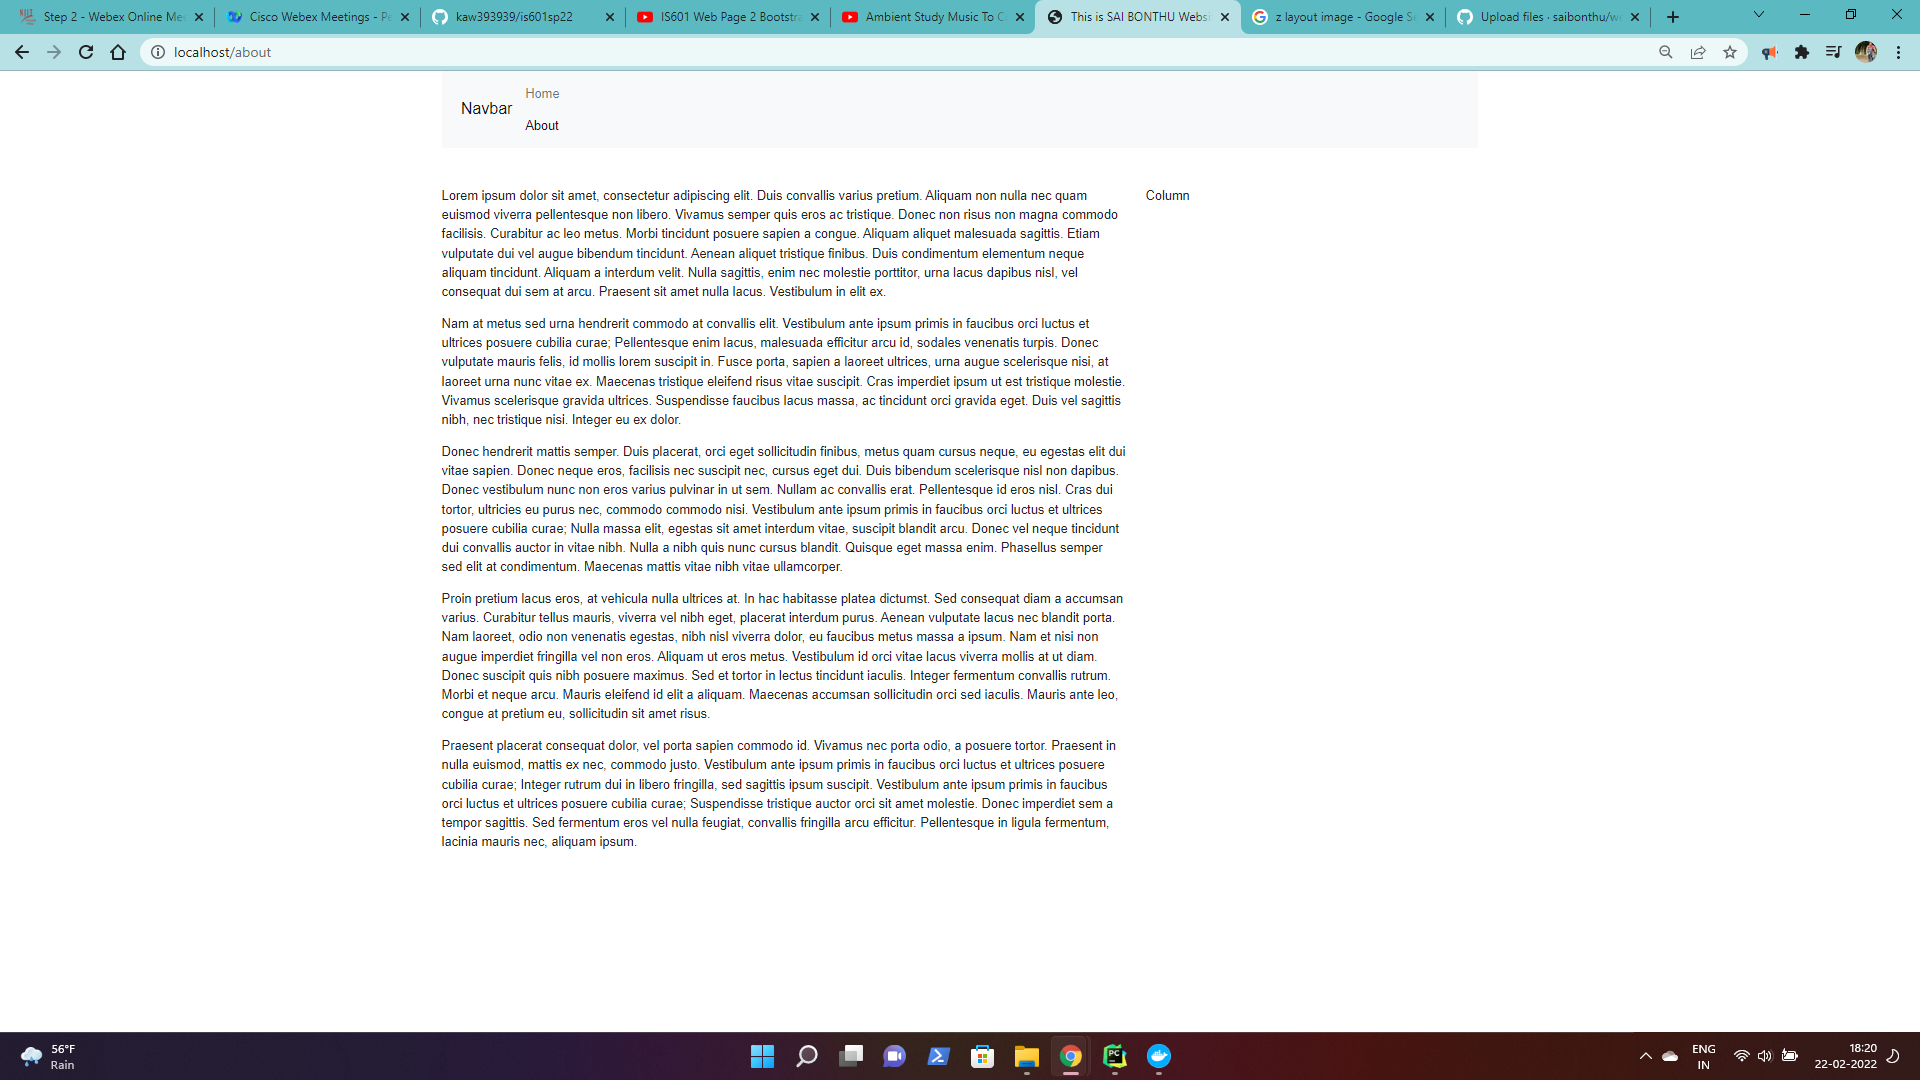 Step 2 - Webex Online Me
Cisco Webex Meetings - Pe
kaw393939/is601sp22
IS601 Web Page 2 Bootstra
Ambient Study Music To C
This is SAI BONTHU Websi
z layout image - Google Se
Upload files · saibonthu/w
localhost/about
Home
Navbar
About
Lorem ipsum dolor sit amet, consectetur adipiscing elit. Duis convallis varius pretium. Aliquam non nulla nec quam
euismod viverra pellentesque non libero. Vivamus semper quis eros ac tristique. Donec non risus non magna commodo
facilisis. Curabitur ac leo metus. Morbi tincidunt posuere sapien a congue. Aliquam aliquet malesuada sagittis. Etiam
vulputate dui vel augue bibendum tincidunt. Aenean aliquet tristique finibus. Duis condimentum elementum neque
aliquam tincidunt. Aliquam a interdum velit. Nulla sagittis, enim nec molestie porttitor, urna lacus dapibus nisl, vel
consequat dui sem at arcu. Praesent sit amet nulla lacus. Vestibulum in elit ex.
Nam at metus sed urna hendrerit commodo at convallis elit. Vestibulum ante ipsum primis in faucibus orci luctus et
ultrices posuere cubilia curae; Pellentesque enim lacus, malesuada efficitur arcu id, sodales venenatis turpis. Donec
vulputate mauris felis, id mollis lorem suscipit in. Fusce porta, sapien a laoreet ultrices, urna augue scelerisque nisi, at
laoreet urna nunc vitae ex. Maecenas tristique eleifend risus vitae suscipit. Cras imperdiet ipsum ut est tristique molestie.
Vivamus scelerisque gravida ultrices. Suspendisse faucibus lacus massa, ac tincidunt orci gravida eget. Duis vel sagittis
nibh, nec tristique nisi. Integer eu ex dolor.
Donec hendrerit mattis semper. Duis placerat, orci eget sollicitudin finibus, metus quam cursus neque, eu egestas elit dui
vitae sapien. Donec neque eros, facilisis nec suscipit nec, cursus eget dui. Duis bibendum scelerisque nisl non dapibus.
Donec vestibulum nunc non eros varius pulvinar in ut sem. Nullam ac convallis erat. Pellentesque id eros nisl. Cras dui
tortor, ultricies eu purus nec, commodo commodo nisi. Vestibulum ante ipsum primis in faucibus orci luctus et ultrices
posuere cubilia curae; Nulla massa elit, egestas sit amet interdum vitae, suscipit blandit arcu. Donec vel neque tincidunt
dui convallis auctor in vitae nibh. Nulla a nibh quis nunc cursus blandit. Quisque eget massa enim. Phasellus semper
sed elit at condimentum. Maecenas mattis vitae nibh vitae ullamcorper.
Proin pretium lacus eros, at vehicula nulla ultrices at. In hac habitasse platea dictumst. Sed consequat diam a accumsan
varius. Curabitur tellus mauris, viverra vel nibh eget, placerat interdum purus. Aenean vulputate lacus nec blandit porta.
Nam laoreet, odio non venenatis egestas, nibh nisl viverra dolor, eu faucibus metus massa a ipsum. Nam et nisi non
augue imperdiet fringilla vel non eros. Aliquam ut eros metus. Vestibulum id orci vitae lacus viverra mollis at ut diam.
Donec suscipit quis nibh posuere maximus. Sed et tortor in lectus tincidunt iaculis. Integer fermentum convallis rutrum.
Morbi et neque arcu. Mauris eleifend id elit a aliquam. Maecenas accumsan sollicitudin orci sed iaculis. Mauris ante leo,
congue at pretium eu, sollicitudin sit amet risus.
Praesent placerat consequat dolor, vel porta sapien commodo id. Vivamus nec porta odio, a posuere tortor. Praesent in
nulla euismod, mattis ex nec, commodo justo. Vestibulum ante ipsum primis in faucibus orci luctus et ultrices posuere
cubilia curae; Integer rutrum dui in libero fringilla, sed sagittis ipsum suscipit. Vestibulum ante ipsum primis in faucibus
orci luctus et ultrices posuere cubilia curae; Suspendisse tristique auctor orci sit amet molestie. Donec imperdiet sem a
tempor sagittis. Sed fermentum eros vel nulla feugiat, convallis fringilla arcu efficitur. Pellentesque in ligula fermentum,
lacinia mauris nec, aliquam ipsum.
Column
56°F
Rain
PC
ENG
IN
18:20
22-02-2022